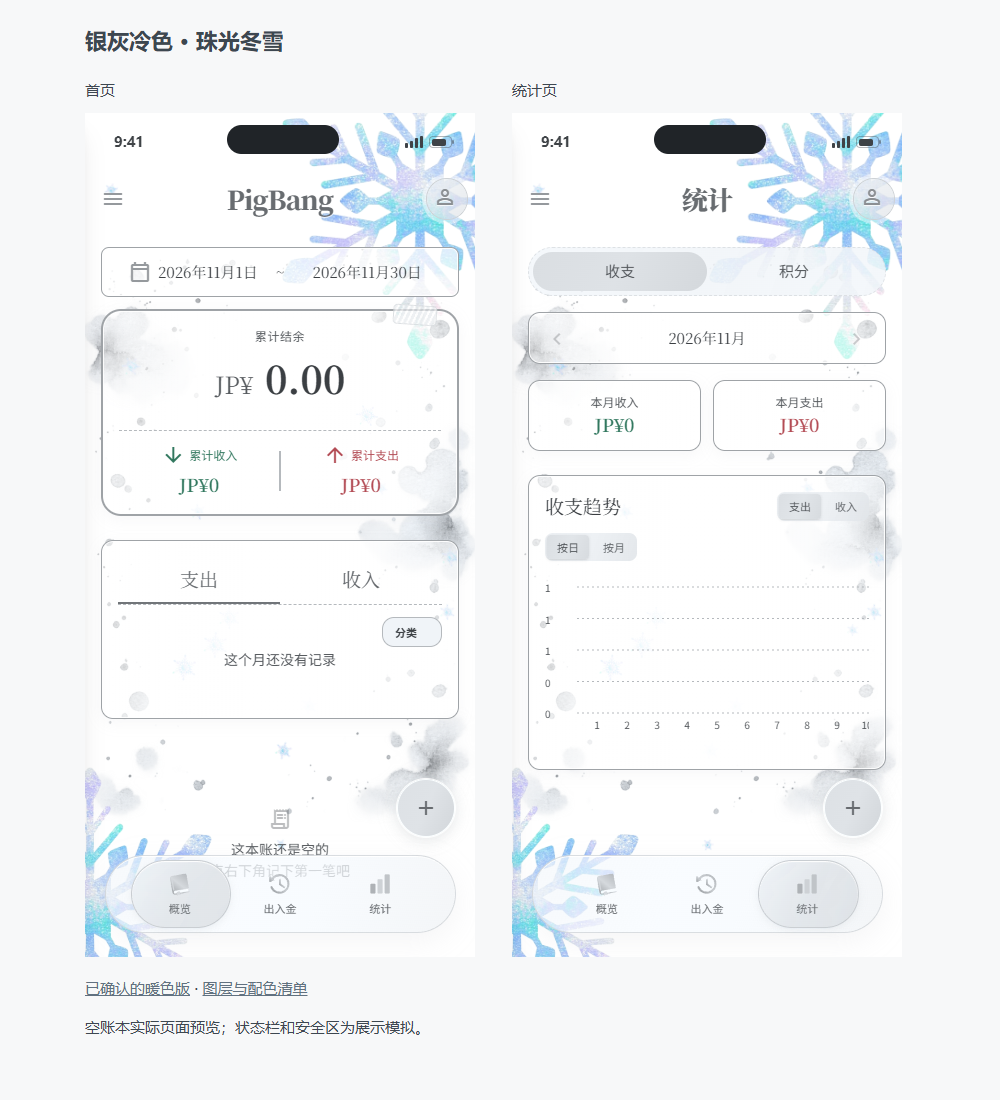 银灰冷色・珠光冬雪
首页
统计页
9:41
PigBang
2026年11月1日 ~ 2026年11月30日
累计结余
JP¥ 0.00
累计收入
累计支出
JP¥0
JP¥0
支出
收入
分类
这个月还没有记录
这本账还是空的
右下角记下第一笔吧
概览
出入金
统计
9:41
统计
收支
积分
2026年11月
本月收入
JP¥0
本月支出
JP¥0
收支趋势
支出
收入
按日
按月
1
1
1
0
0
1 2 3 4 5 6 7 8 9
概览
出入金
统计
已确认的暖色版 · 图层与配色清单
空账本实际页面预览；状态栏和安全区为展示模拟。